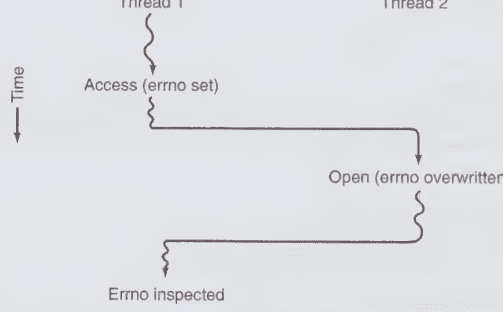 Thread 1
Thread 2
Time
Access (errno set)
Open (errno overwritten
Errno inspected